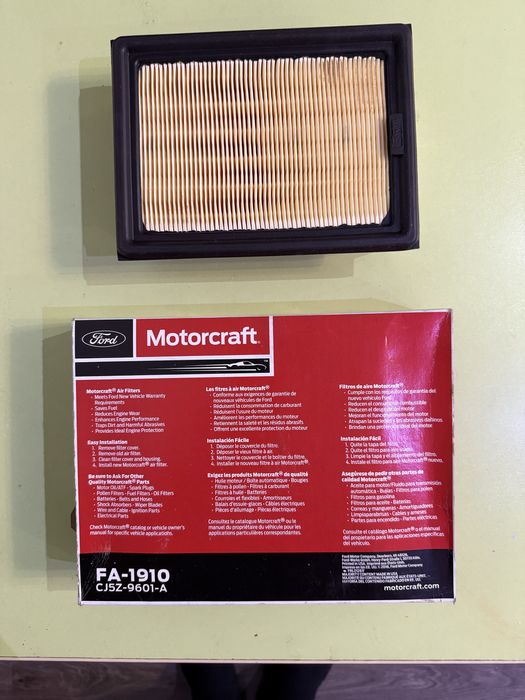 Ford
Motorcraft®
Motorcraft® Air Filters
- Meets Ford New Vehicle Warranty
Requirements
- Saves Fuel
- Reduces Engine Wear
- Enhances Engine Performance
- Traps Dirt and Harmful Abrasives
- Provides Ideal Engine Protection
Easy Installation
1. Remove filter cover.
2. Remove old air filter.
3. Clean filter cover and housing.
4. Install new Motorcraft® air filter.
Be sure to Ask For Other
Quality Motorcraft® Parts
- Motor Oil/ATF - Spark Plugs
- Pollen Filters - Fuel Filters - Oil Filters
- Batteries - Belts and Hoses
- Shock Absorbers - Wiper Blades
- Wire and Cable - Ignition Parts
- Electrical Parts
Check Motorcraft® catalog or vehicle owner's
manual for specific vehicle applications.
Les filtres à air Motorcraft®
- Conforme aux exigences de garantie de
nouveaux véhicules de Ford
- Réduisent la consommation de carburant
- Réduisent l'usure du moteur
- Améliorent les performances du moteur
- Retiennent la saleté et les résidus abrasifs
- Offrent une excellente protection du moteur
Instalación Fácile
1. Déposer le couvercle du filtre.
2. Déposer le vieux filtre à air.
3. Nettoyer le couvercle et le boîtier du filtre.
4. Installer le nouveau filtre à air Motorcraft®.
Recherchez les produits Motorcraft® de qualité
- Huile moteur / Boîte automatique - Bougies
- Filtres à pollen - Filtres à carburant
- Filtres à huile - Batteries
- Courroies et flexibles - Amortisseurs
- Balais d'essuie-glaces - Câbles électriques
- Pièces d'allumage - Pièces électriques
Consultez le catalogue Motorcraft® ou le
manuel du propriétaire du véhicule pour les
applications particulières correspondantes.
Filtros de aire Motorcraft®
- Cumple con los requisitos de garantía del
nuevo vehículo Ford
- Reducen el consumo de combustible
- Reducen el desgaste del motor
- Mejoran el funcionamiento del motor
- Atrapan la suciedad y los abrasivos dañinos
- Brindan una protección ideal del motor
Instalación Fácil
1. Quite la tapa del filtro.
2. Quite el filtro para aire usado.
3. Limpie la tapa y el alojamiento del filtro.
4. Instale el filtro para aire Motorcraft® nuevo.
Asegúrese de pedir otras partes de
calidad Motorcraft®
- Aceite para motor/Fluido para transmisión
automática - Bujías - Filtros para polen
- Filtros para gasolina
- Filtros para aceite - Baterías
- Correas y mangueras - Amortiguadores
- Limpiaparabrisas - Cables y arneses
- Partes para encendido - Partes eléctricas
Consulte el catálogo Motorcraft® o el manual
del propietario para las aplicaciones específicas
del vehículo.
FA-1910
CJ5Z-9601-A
Ford Motor Company, Dearborn, MI 48126
MAJORITY CONTENT MADE IN USA
motorcraft.com